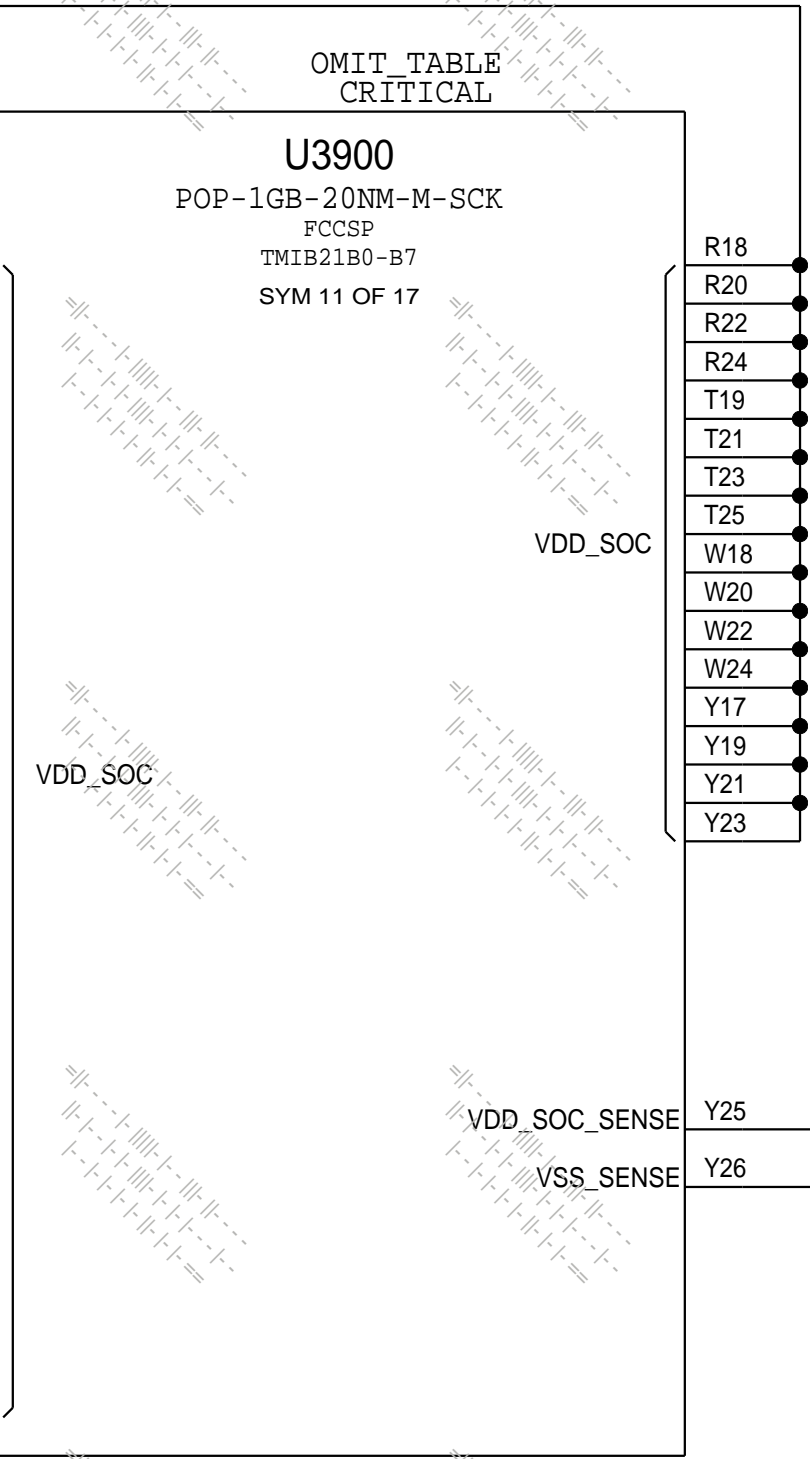 OMIT_TABLE
CRITICAL
U3900
POP-1GB-20NM-M-SCK
FCCSP
TMIB21B0-B7
SYM 11 OF 17
R18
R20
R22
R24
T19
T21
T23
T25
VDD_SOC
W18
W20
W22
W24
Y17
Y19
VDD_SOC
Y21
Y23
VDD_SOC_SENSE Y25
VSS_SENSE Y26